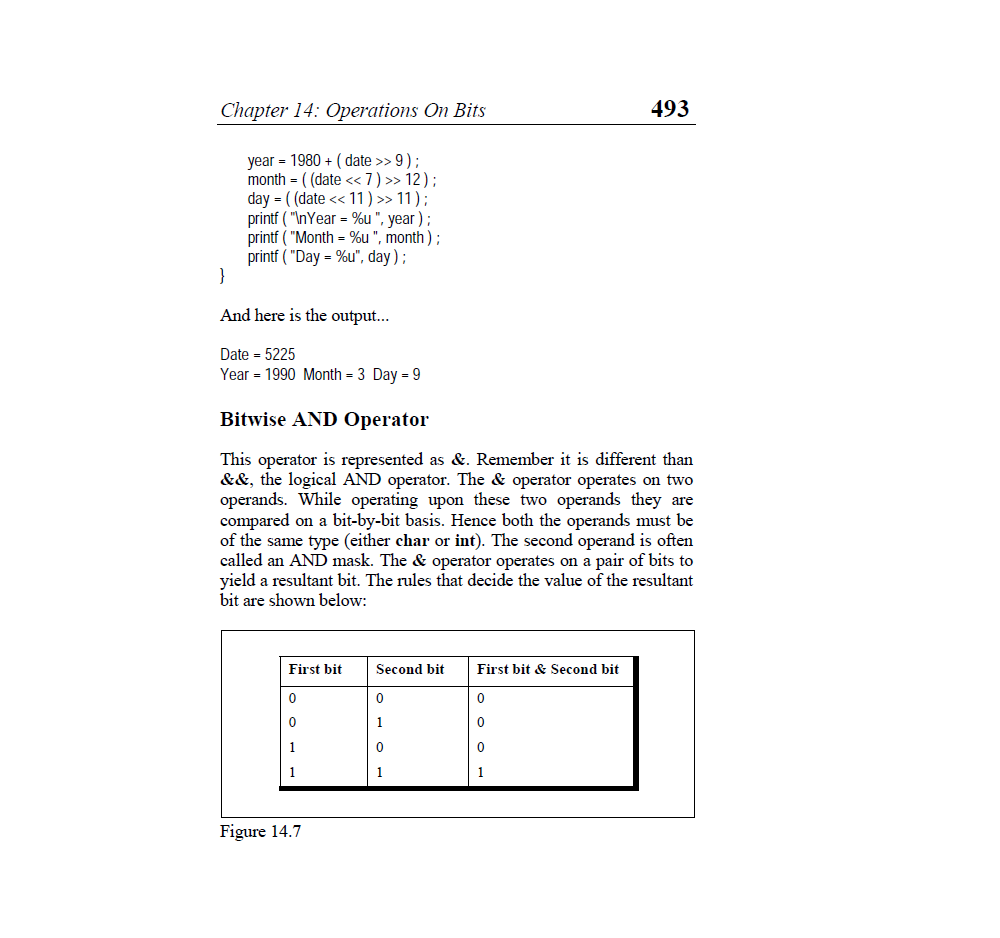 Chapter 14: Operations On Bits 493
year = 1980 + ( date >> 9 ) ;
month = ( (date << 7 ) >> 12 ) ;
day = ( (date << 11 ) >> 11 ) ;
printf ( "\nYear = %u ", year ) ;
printf ( "Month = %u ", month ) ;
printf ( "Day = %u", day ) ;
}
And here is the output...
Date = 5225
Year = 1990 Month = 3 Day = 9
Bitwise AND Operator
This operator is represented as &. Remember it is different than
&&, the logical AND operator. The & operator operates on two
operands. While operating upon these two operands they are
compared on a bit-by-bit basis. Hence both the operands must be
of the same type (either char or int). The second operand is often
called an AND mask. The & operator operates on a pair of bits to
yield a resultant bit. The rules that decide the value of the resultant
bit are shown below:
First bit Second bit First bit & Second bit
0 0 0
0 1 0
1 0 0
1 1 1
Figure 14.7